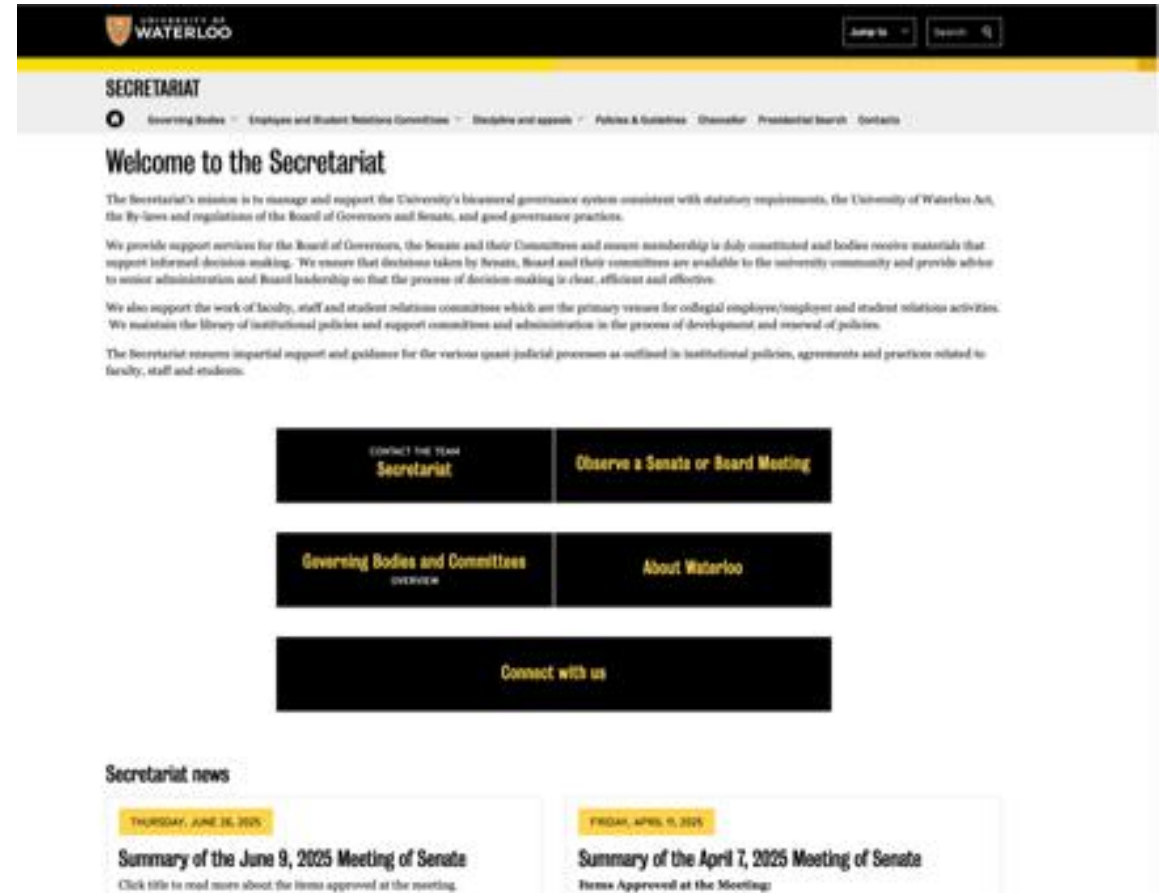 UNIVERSITY OF
WATERLOO
Jump to
Search
SECRETARIAT
Governing Bodies Employee and Student Relations Committees Discipline and appeals Policies & Guidelines Chancellor Presidential Search Contacts
Welcome to the Secretariat
The Secretariat's mission is to manage and support the University's bicameral governance system consistent with statutory requirements, the University of Waterloo Act,
the By-laws and regulations of the Board of Governors and Senate, and good governance practices.
We provide support services for the Board of Governors, the Senate and their Committees and ensure membership is duly constituted and bodies receive materials that
support informed decision making. We ensure that decisions taken by Senate, Board and their committees are available to the university community and provide advice
to senior administration and Board leadership so that the process of decision-making is clear, efficient and effective.
We also support the work of faculty, staff and student relations committees which are the primary venues for collegial employee/employer and student relations activities.
We maintain the library of institutional policies and support committees and administration in the process of development and renewal of policies.
The Secretariat ensures impartial support and guidance for the various quasi-judicial processes as outlined in institutional policies, agreements and practices related to
faculty, staff and students.
CONTACT THE TEAM
Secretariat
Observe a Senate or Board Meeting
Governing Bodies and Committees
OVERVIEW
About Waterloo
Connect with us
Secretariat news
THURSDAY, JUNE 26, 2025
Summary of the June 9, 2025 Meeting of Senate
Click title to read more about the items approved at the meeting.
FRIDAY, APRIL 11, 2025
Summary of the April 7, 2025 Meeting of Senate
Items Approved at the Meeting: